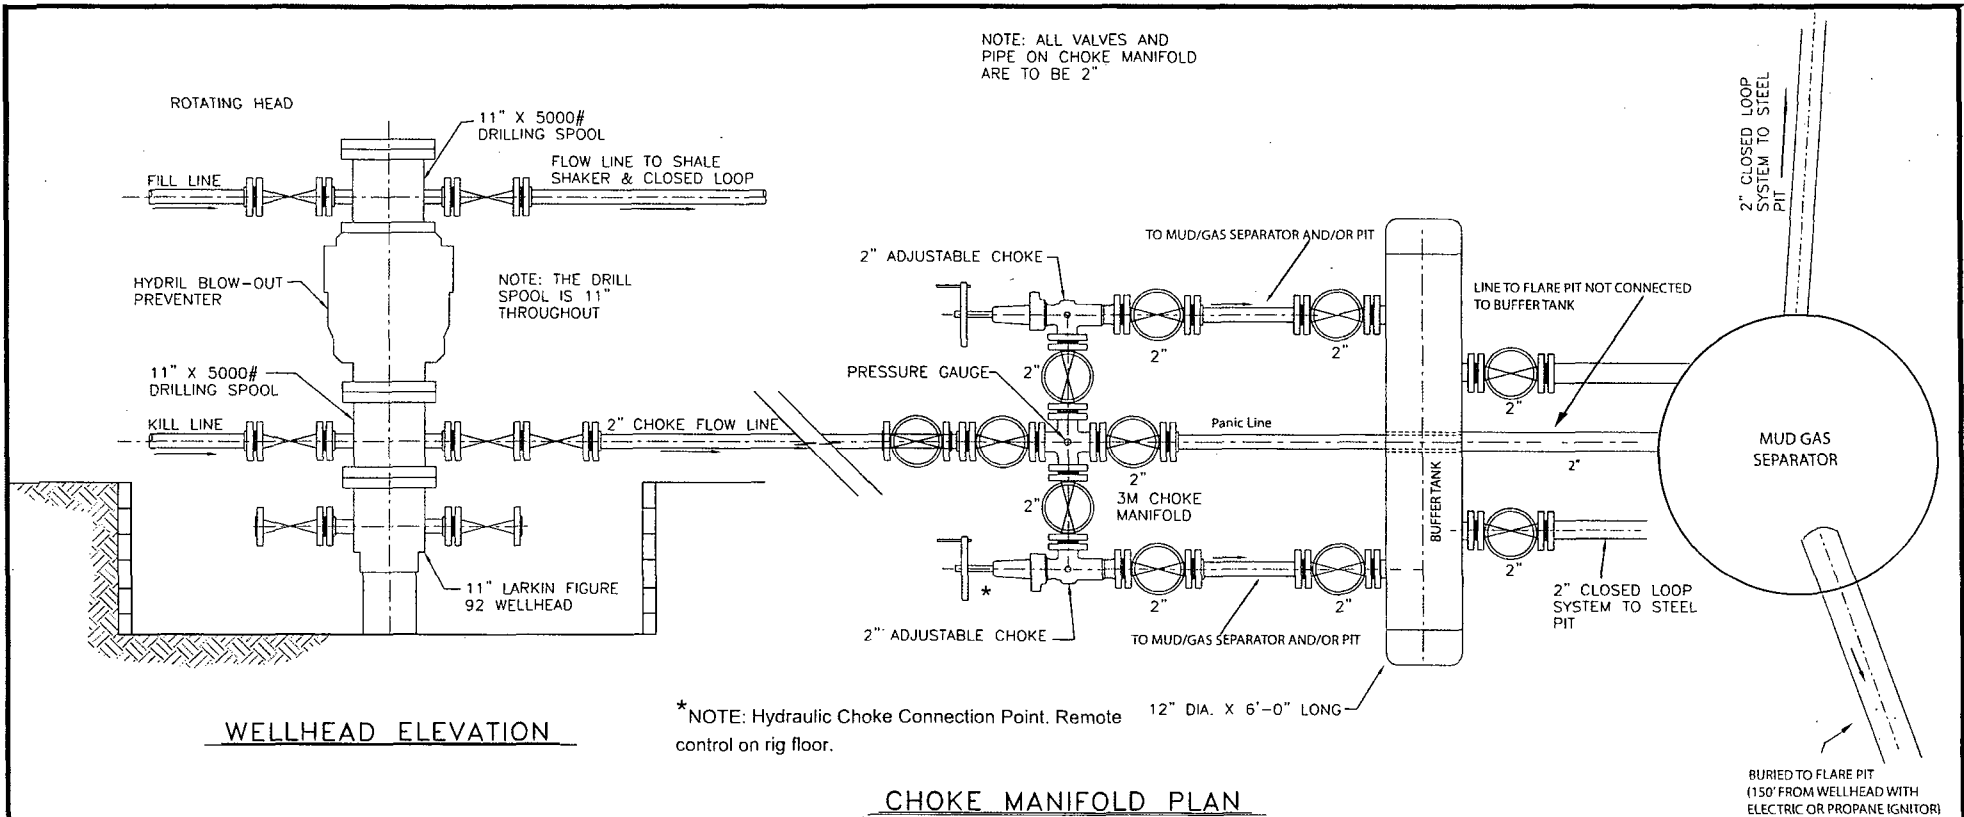 NOTE: ALL VALVES AND
PIPE ON CHOKE MANIFOLD
ARE TO BE 2"
ROTATING HEAD
11" X 5000#
DRILLING SPOOL
FLOW LINE TO SHALE
SHAKER & CLOSED LOOP
FILL LINE
HYDRIL BLOW-OUT
PREVENTER
NOTE: THE DRILL
SPOOL IS 11"
THROUGHOUT
11" X 5000#
DRILLING SPOOL
KILL LINE
2" CHOKE FLOW LINE
11" LARKIN FIGURE
92 WELLHEAD
WELLHEAD ELEVATION
2" ADJUSTABLE CHOKE
TO MUD/GAS SEPARATOR AND/OR PIT
2"
2"
2"
PRESSURE GAUGE
Panic Line
2"
2"
3M CHOKE
MANIFOLD
2"
2"
*
2" ADJUSTABLE CHOKE
TO MUD/GAS SEPARATOR AND/OR PIT
BUFFER TANK
12" DIA. X 6'-0" LONG
LINE TO FLARE PIT NOT CONNECTED
TO BUFFER TANK
2"
2"
2"
2" CLOSED LOOP
SYSTEM TO STEEL
PIT
2" CLOSED LOOP
SYSTEM TO STEEL
PIT
MUD GAS
SEPARATOR
BURIED TO FLARE PIT
(150' FROM WELLHEAD WITH
ELECTRIC OR PROPANE IGNITOR)
*NOTE: Hydraulic Choke Connection Point. Remote
control on rig floor.
CHOKE MANIFOLD PLAN